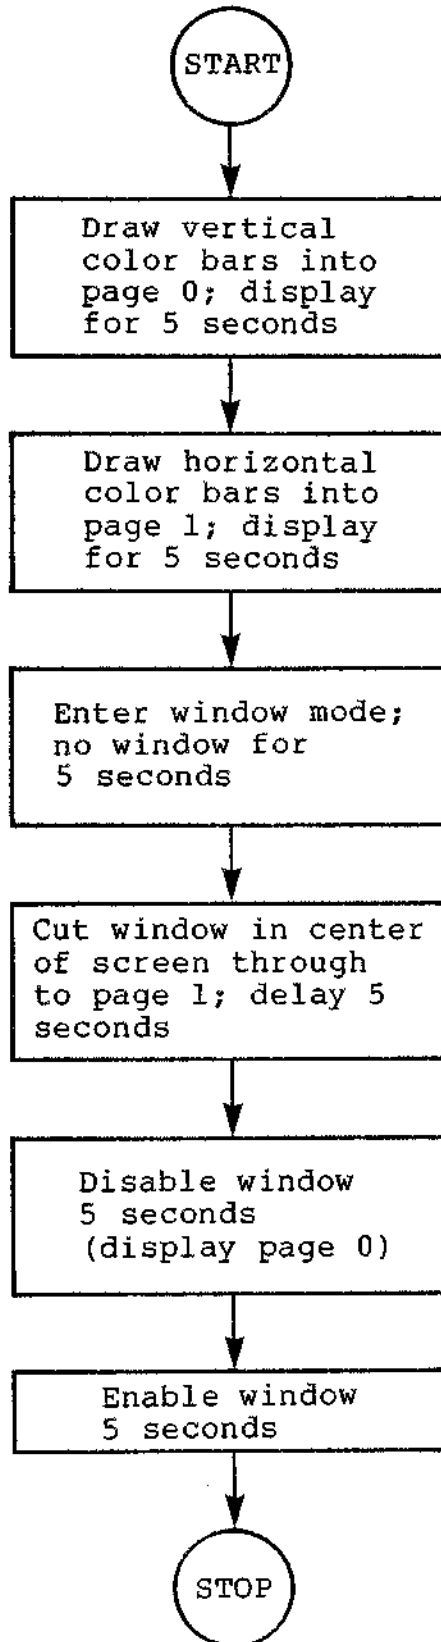 START
Draw vertical
color bars into
page 0; display
for 5 seconds
Draw horizontal
color bars into
page 1; display
for 5 seconds
Enter window mode;
no window for
5 seconds
Cut window in center
of screen through
to page 1; delay 5
seconds
Disable window
5 seconds
(display page 0)
Enable window
5 seconds
STOP